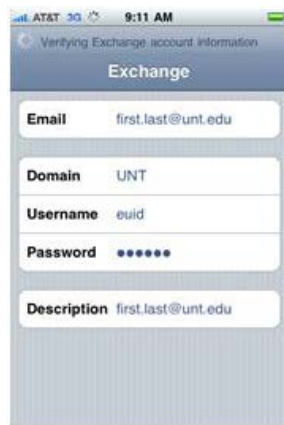 AT&T 3G 9:11 AM
Verifying Exchange account information
Exchange
Email first.last@unt.edu
Domain UNT
Username euid
Password ●●●●●●
Description first.last@unt.edu